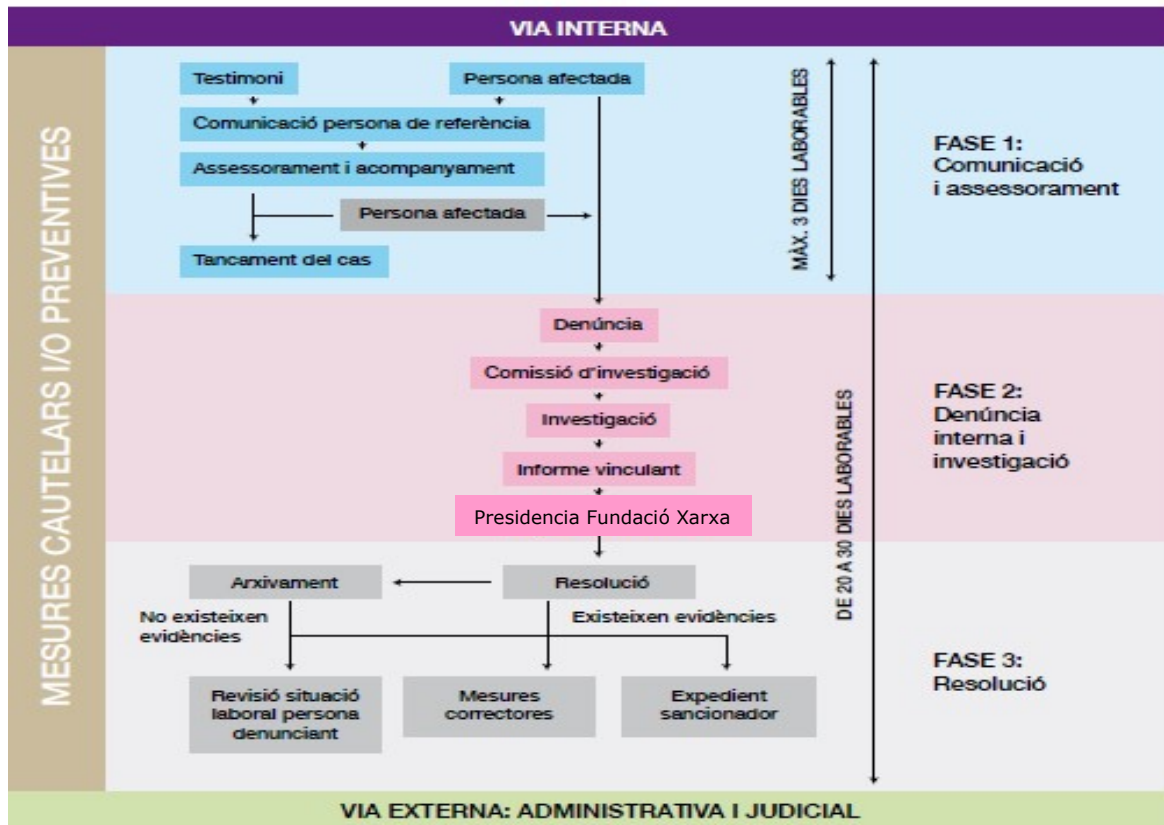 VIA INTERNA
MESURES CAUTELARS I/O PREVENTIVES
Testimoni
Persona afectada
Comunicació persona de referència
Assessorament i acompanyament
Persona afectada
Tancament del cas
MÀX. 3 DIES LABORABLES
FASE 1:
Comunicació
i assessorament
Denúncia
Comissió d'investigació
Investigació
Informe vinculant
Presidencia Fundació Xarxa
DE 20 A 30 DIES LABORABLES
FASE 2:
Denúncia
interna i
investigació
Arxivament
Resolució
No existeixen
evidències
Existeixen evidències
Revisió situació
laboral persona
denunciant
Mesures
correctores
Expedient
sancionador
FASE 3:
Resolució
VIA EXTERNA: ADMINISTRATIVA I JUDICIAL